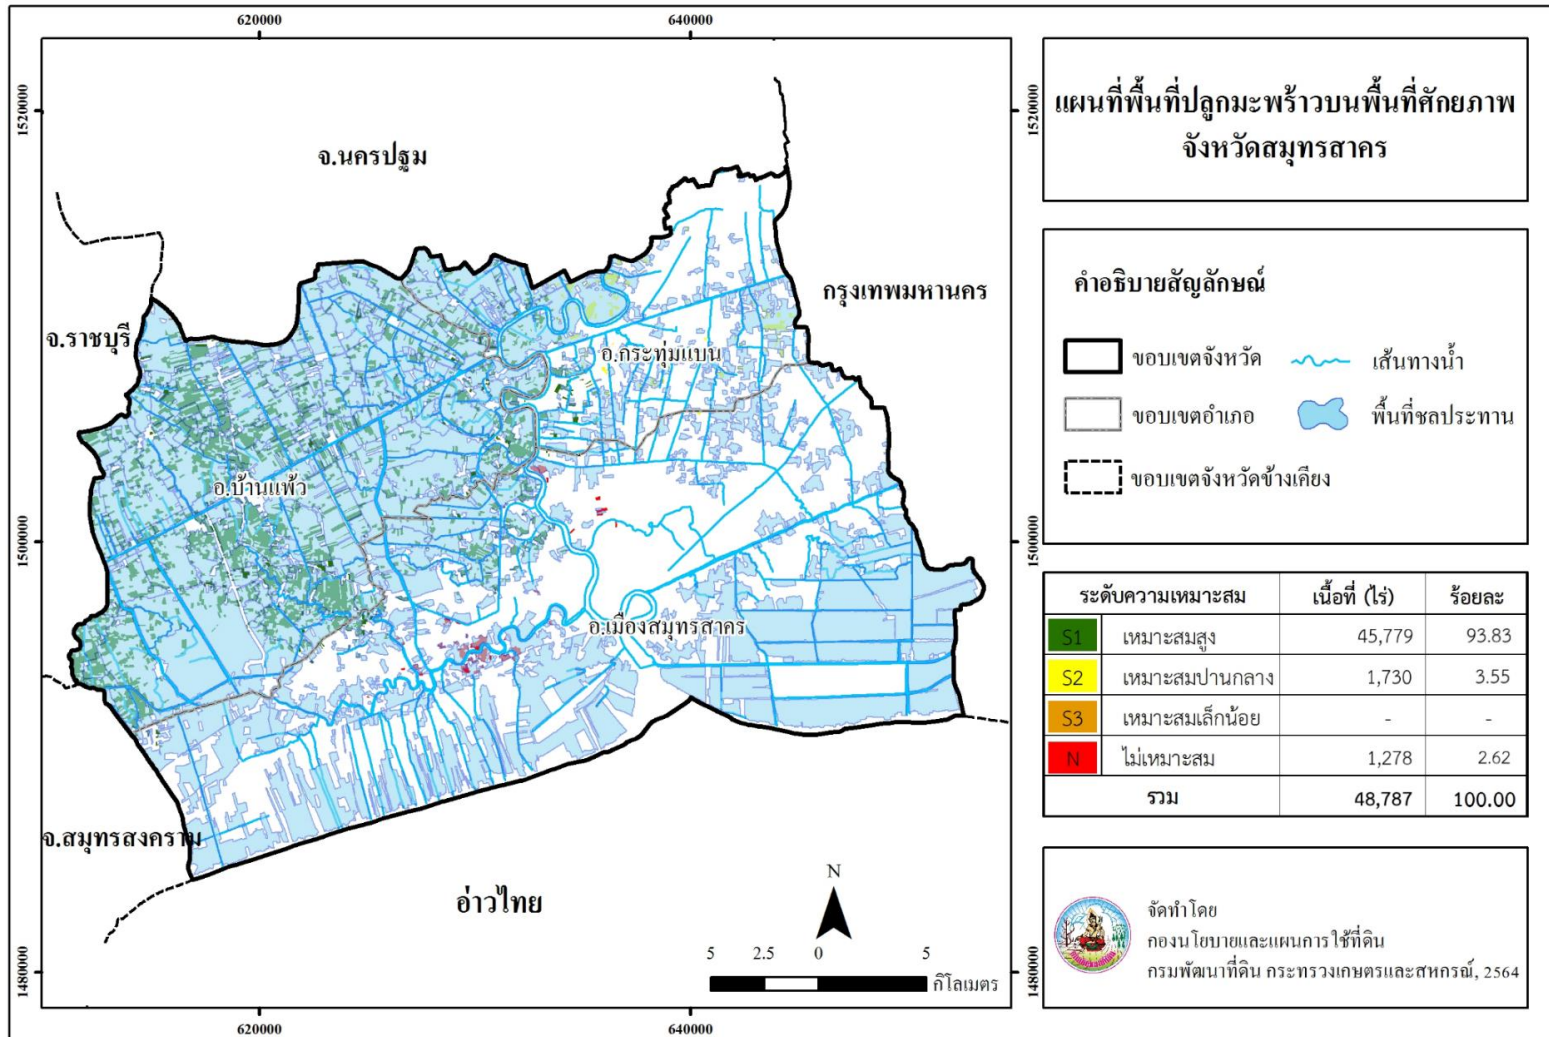 620000
640000
1520000
1520000
แผนที่พื้นที่ปลูกมะพร้าวบนพื้นที่ศักยภาพ
จังหวัดสมุทรสาคร
จ.นครปฐม
กรุงเทพมหานคร
จ.ราชบุรี
อ.กระทุ่มแบน
อ.บ้านแพ้ว
คำอธิบายสัญลักษณ์
ขอบเขตจังหวัด
เส้นทางน้ำ
ขอบเขตอำเภอ
พื้นที่ชลประทาน
ขอบเขตจังหวัดข้างเคียง
1500000
1500000
อ.เมืองสมุทรสาคร
ระดับความเหมาะสม เนื้อที่ (ไร่) ร้อยละ
S1 เหมาะสมสูง 45,779 93.83
S2 เหมาะสมปานกลาง 1,730 3.55
S3 เหมาะสมเล็กน้อย - -
N ไม่เหมาะสม 1,278 2.62
รวม 48,787 100.00
จ.สมุทรสงคราม
อ่าวไทย
N
5 2.5 0 5
กิโลเมตร
1480000
1480000
จัดทำโดย
กองนโยบายและแผนการใช้ที่ดิน
กรมพัฒนาที่ดิน กระทรวงเกษตรและสหกรณ์, 2564
620000
640000